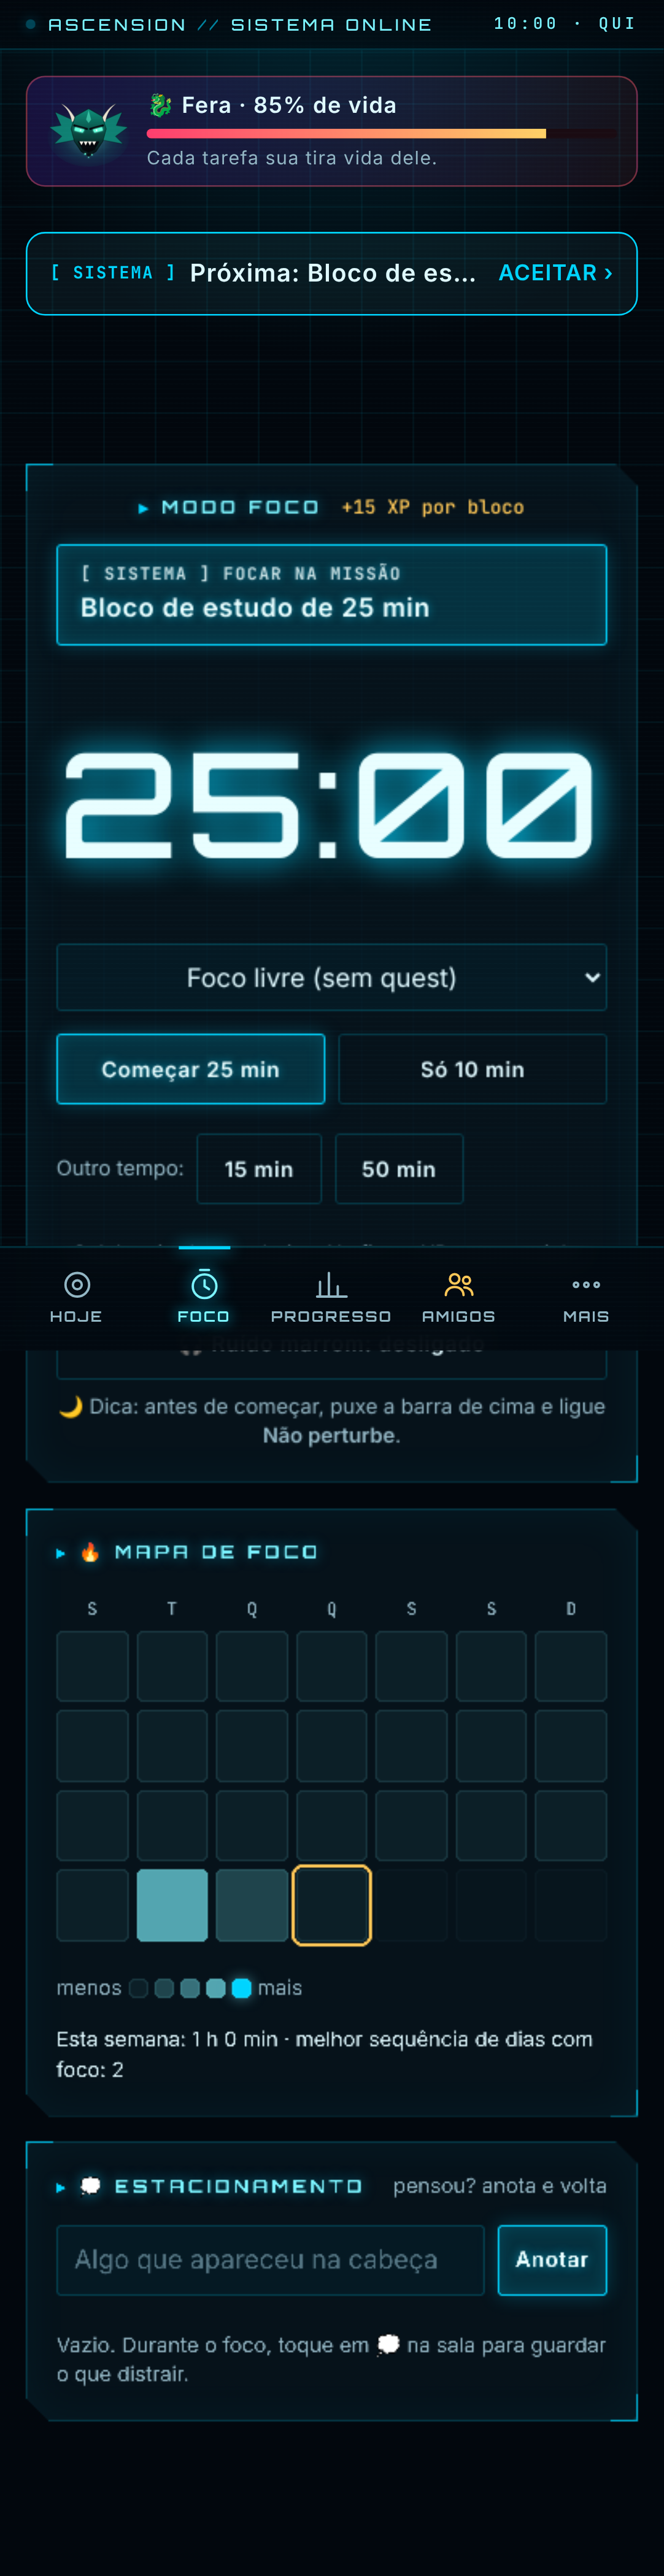 ASCENSION // SISTEMA ONLINE 10:00 · QUI
🐉 Fera · 85% de vida
Cada tarefa sua tira vida dele.
[ SISTEMA ] Próxima: Bloco de es... ACEITAR ›
▶ MODO FOCO +15 XP por bloco
[ SISTEMA ] FOCAR NA MISSÃO
Bloco de estudo de 25 min
25:00
Foco livre (sem quest)
Começar 25 min Só 10 min
Outro tempo: 15 min 50 min
HOJE FOCO PROGRESSO AMIGOS MAIS
Ruído marrom: desligado
🌙 Dica: antes de começar, puxe a barra de cima e ligue
Não perturbe.
▶ 🔥 MAPA DE FOCO
S T Q Q S S D
menos mais
Esta semana: 1 h 0 min · melhor sequência de dias com
foco: 2
▶ 💭 ESTACIONAMENTO pensou? anota e volta
Algo que apareceu na cabeça Anotar
Vazio. Durante o foco, toque em 💭 na sala para guardar
o que distrair.